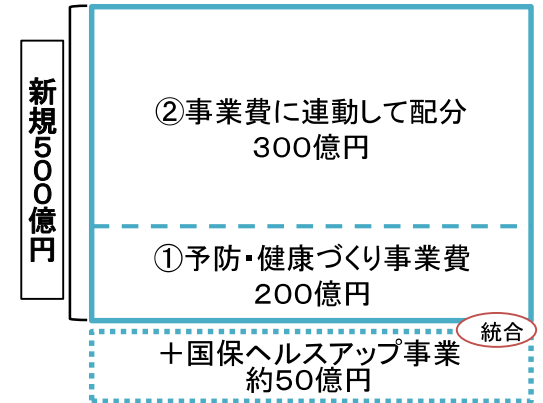 新規500億円
②事業費に連動して配分
300億円
①予防・健康づくり事業費
200億円
統合
+国保ヘルスアップ事業
約50億円